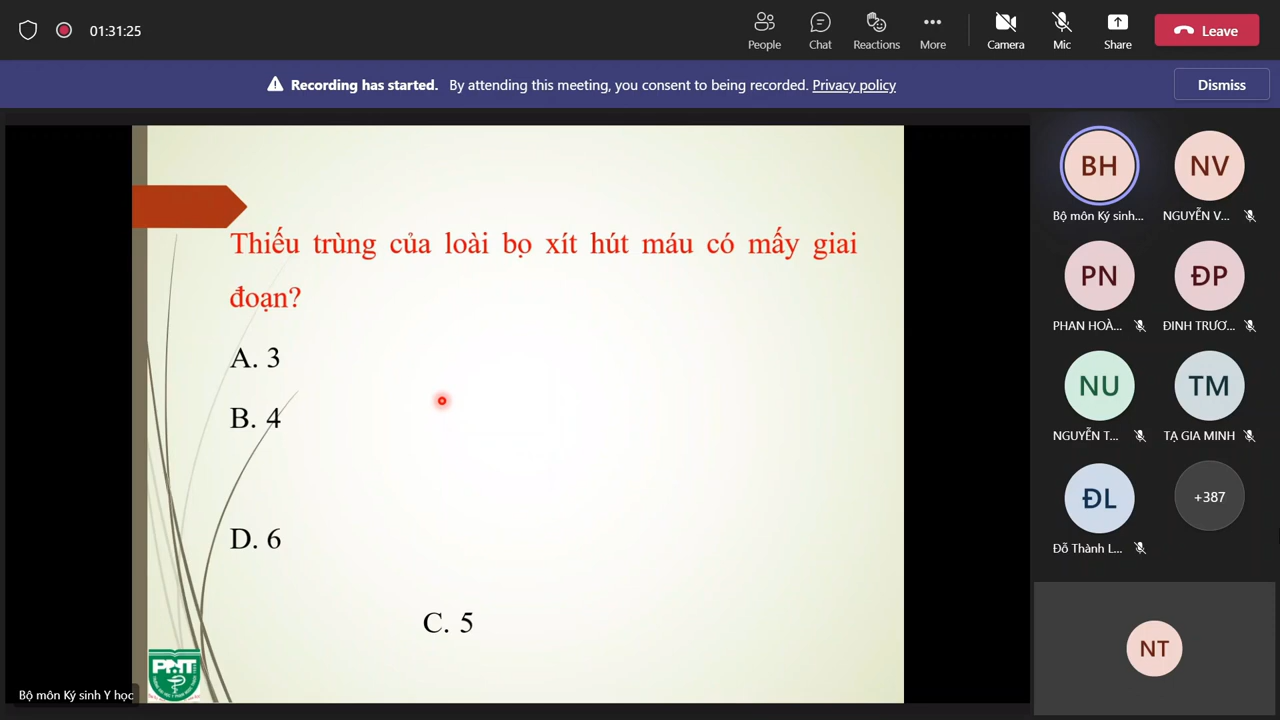 01:31:25
People
Chat
Reactions
More
Camera
Mic
Share
Leave
Recording has started. By attending this meeting, you consent to being recorded. Privacy policy
Dismiss
Thiếu trùng của loài bọ xít hút máu có mấy giai
đoạn?
A. 3
B. 4
D. 6
C. 5
PNT
Bộ môn Ký sinh Y học
BH
Bộ môn Ký sinh...
NV
NGUYỄN V...
PN
PHAN HOÀ...
ĐP
ĐINH TRƯƠ...
NU
NGUYỄN T...
TM
TẠ GIA MINH
ĐL
Đỗ Thành L...
+387
NT